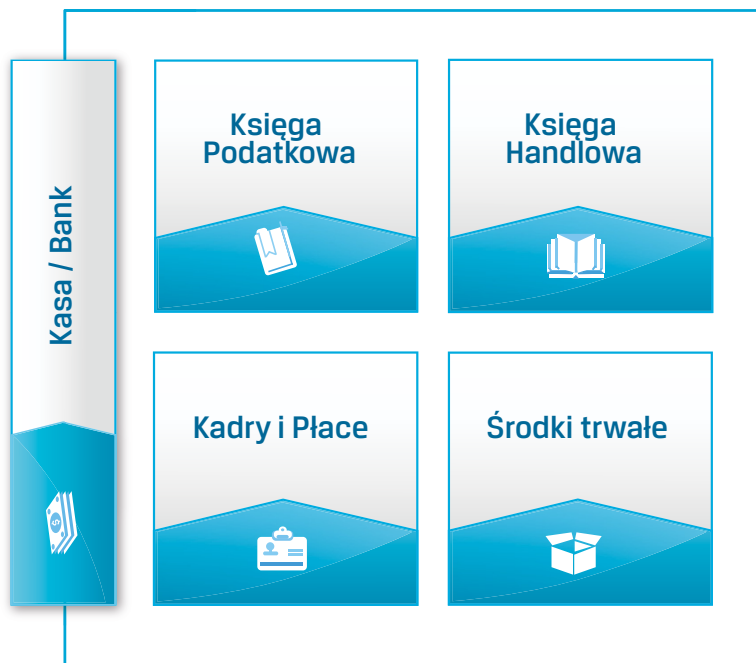 Kasa / Bank
Księga
Podatkowa
Księga
Handlowa
Kadry i Płace
Środki trwałe